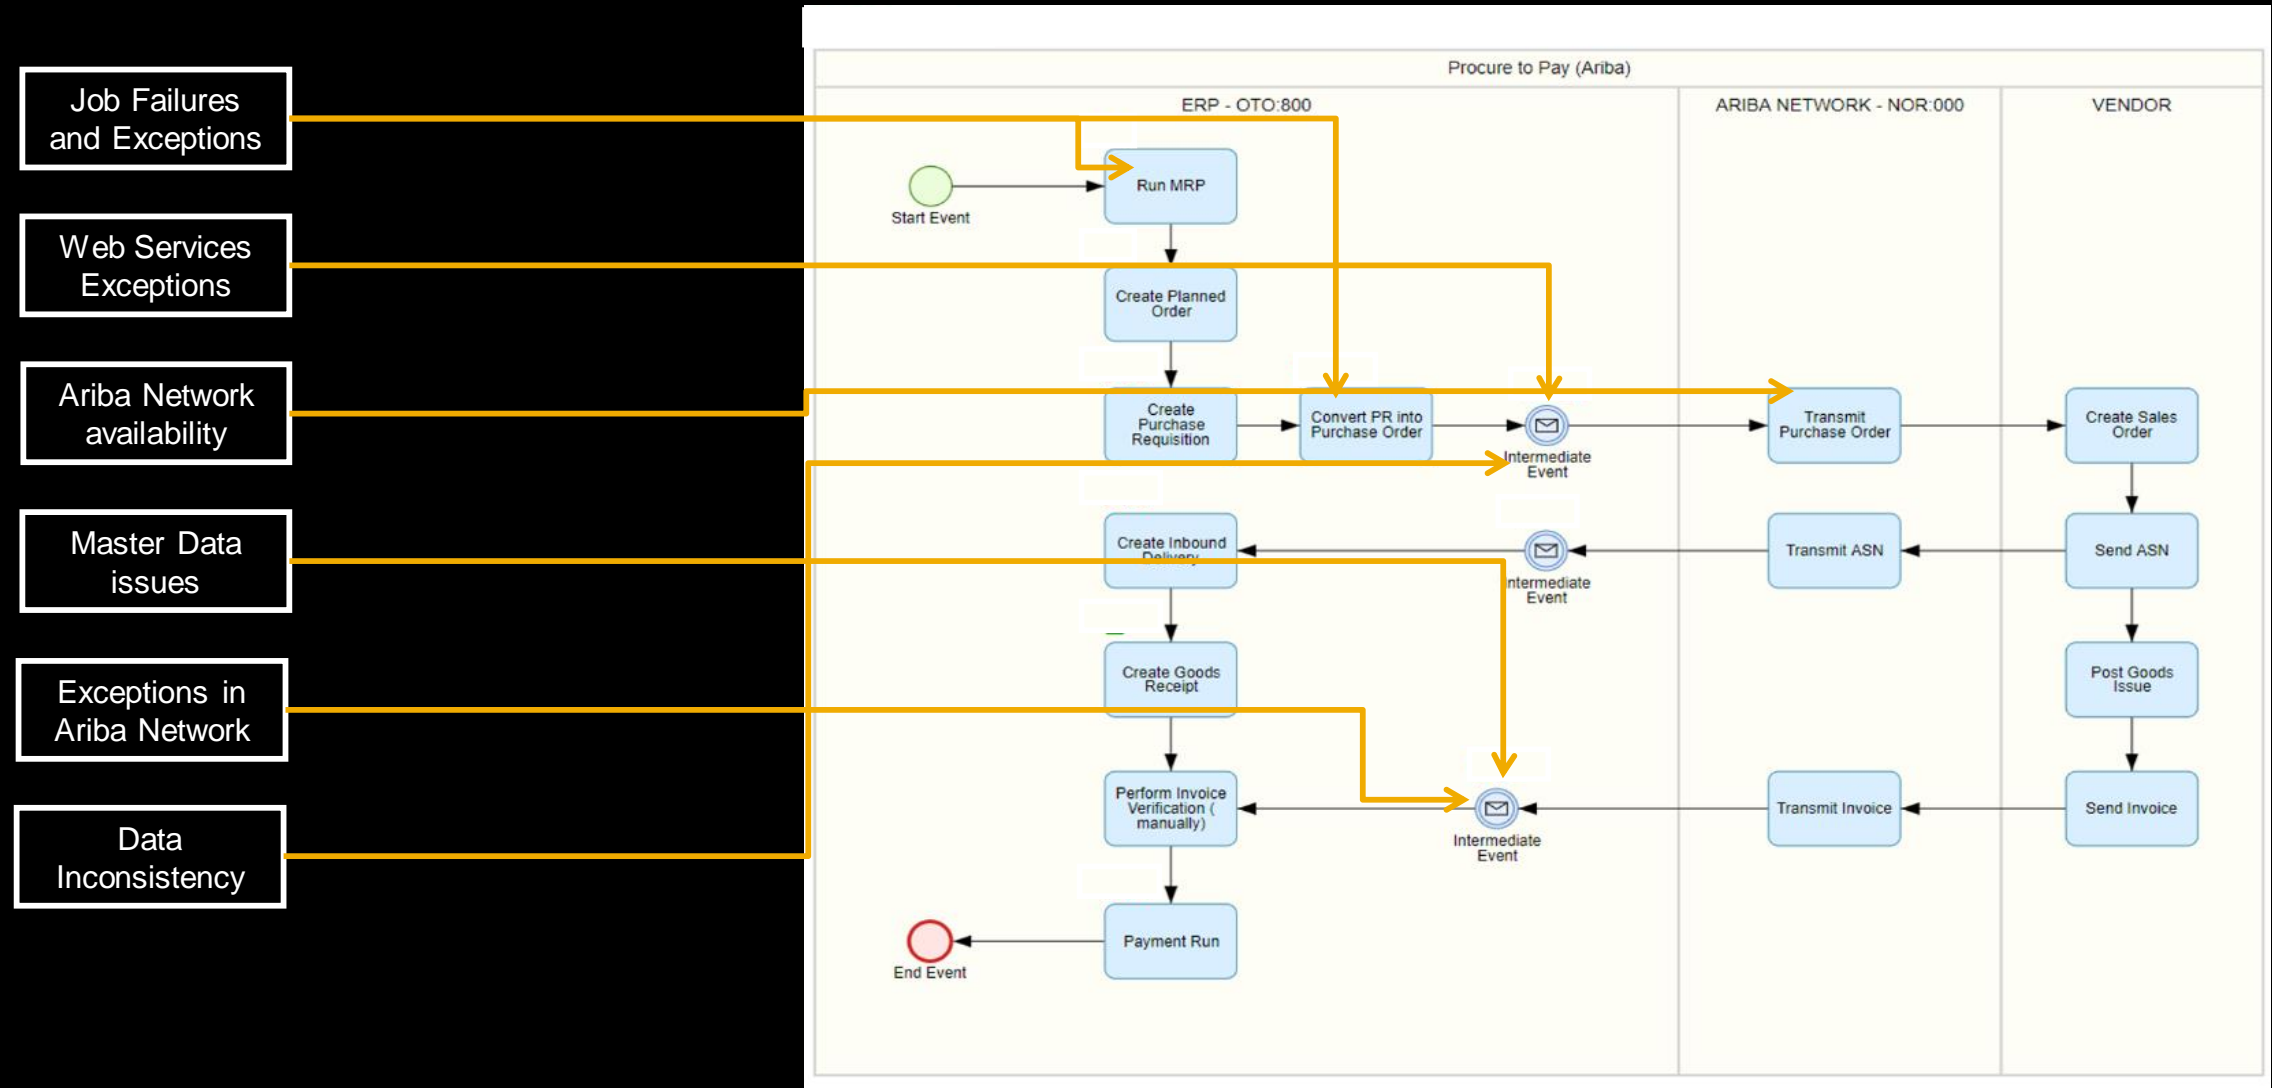 Job Failures
and Exceptions
Web Services
Exceptions
Ariba Network
availability
Master Data
issues
Exceptions in
Ariba Network
Data
Inconsistency
Procure to Pay (Ariba)
ERP - OTO:800
ARIBA NETWORK - NOR:000
VENDOR
Start Event
Run MRP
Create Planned
Order
Create
Purchase
Requisition
Convert PR into
Purchase Order
Intermediate
Event
Transmit
Purchase Order
Create Sales
Order
Create Inbound
Delivery
Intermediate
Event
Transmit ASN
Send ASN
Create Goods
Receipt
Post Goods
Issue
Perform Invoice
Verification (
manually)
Intermediate
Event
Transmit Invoice
Send Invoice
Payment Run
End Event